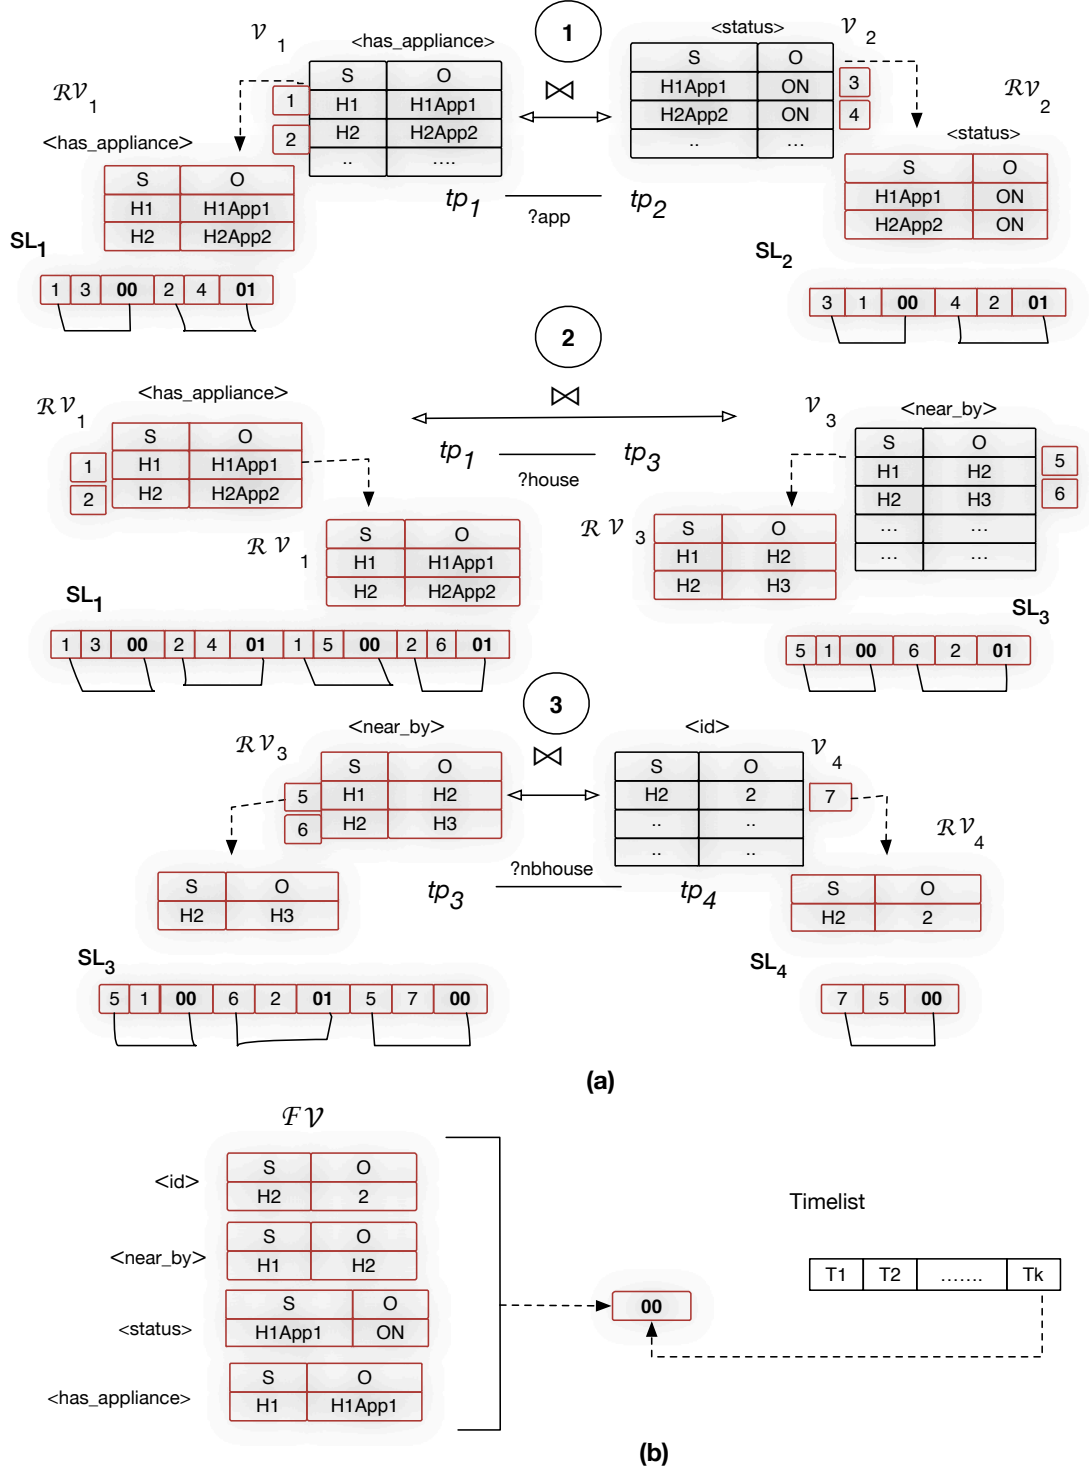 1
𝒱 1
<has_appliance>
S O
1 H1 H1App1
2 H2 H2App2
.. ....
⋈
<status>
𝒱 2
S O
H1App1 ON 3
H2App2 ON 4
.. ...
ℛ𝒱 1
<has_appliance>
S O
H1 H1App1
H2 H2App2
tp1 tp2
?app
ℛ𝒱 2
<status>
S O
H1App1 ON
H2App2 ON
SL1
1 3 00 2 4 01
SL2
3 1 00 4 2 01
2
ℛ𝒱 1
<has_appliance>
S O
1 H1 H1App1
2 H2 H2App2
⋈
tp1 tp3
?house
𝒱 3
<near_by>
S O
H1 H2 5
H2 H3 6
... ...
... ...
ℛ𝒱 1
S O
H1 H1App1
H2 H2App2
ℛ𝒱 3
S O
H1 H2
H2 H3
SL1
1 3 00 2 4 01 1 5 00 2 6 01
SL3
5 1 00 6 2 01
3
ℛ𝒱 3
<near_by>
S O
5 H1 H2
6 H2 H3
⋈
<id>
𝒱 4
S O
H2 2 7
.. ..
.. ..
?nbhouse
tp3 tp4
S O
H2 H3
ℛ𝒱 4
S O
H2 2
SL3
5 1 00 6 2 01 5 7 00
SL4
7 5 00
(a)
ℱ𝒱
<id>
S O
H2 2
<near_by>
S O
H1 H2
<status>
S O
H1App1 ON
<has_appliance>
S O
H1 H1App1
00
Timelist
T1 T2 ....... Tk
(b)